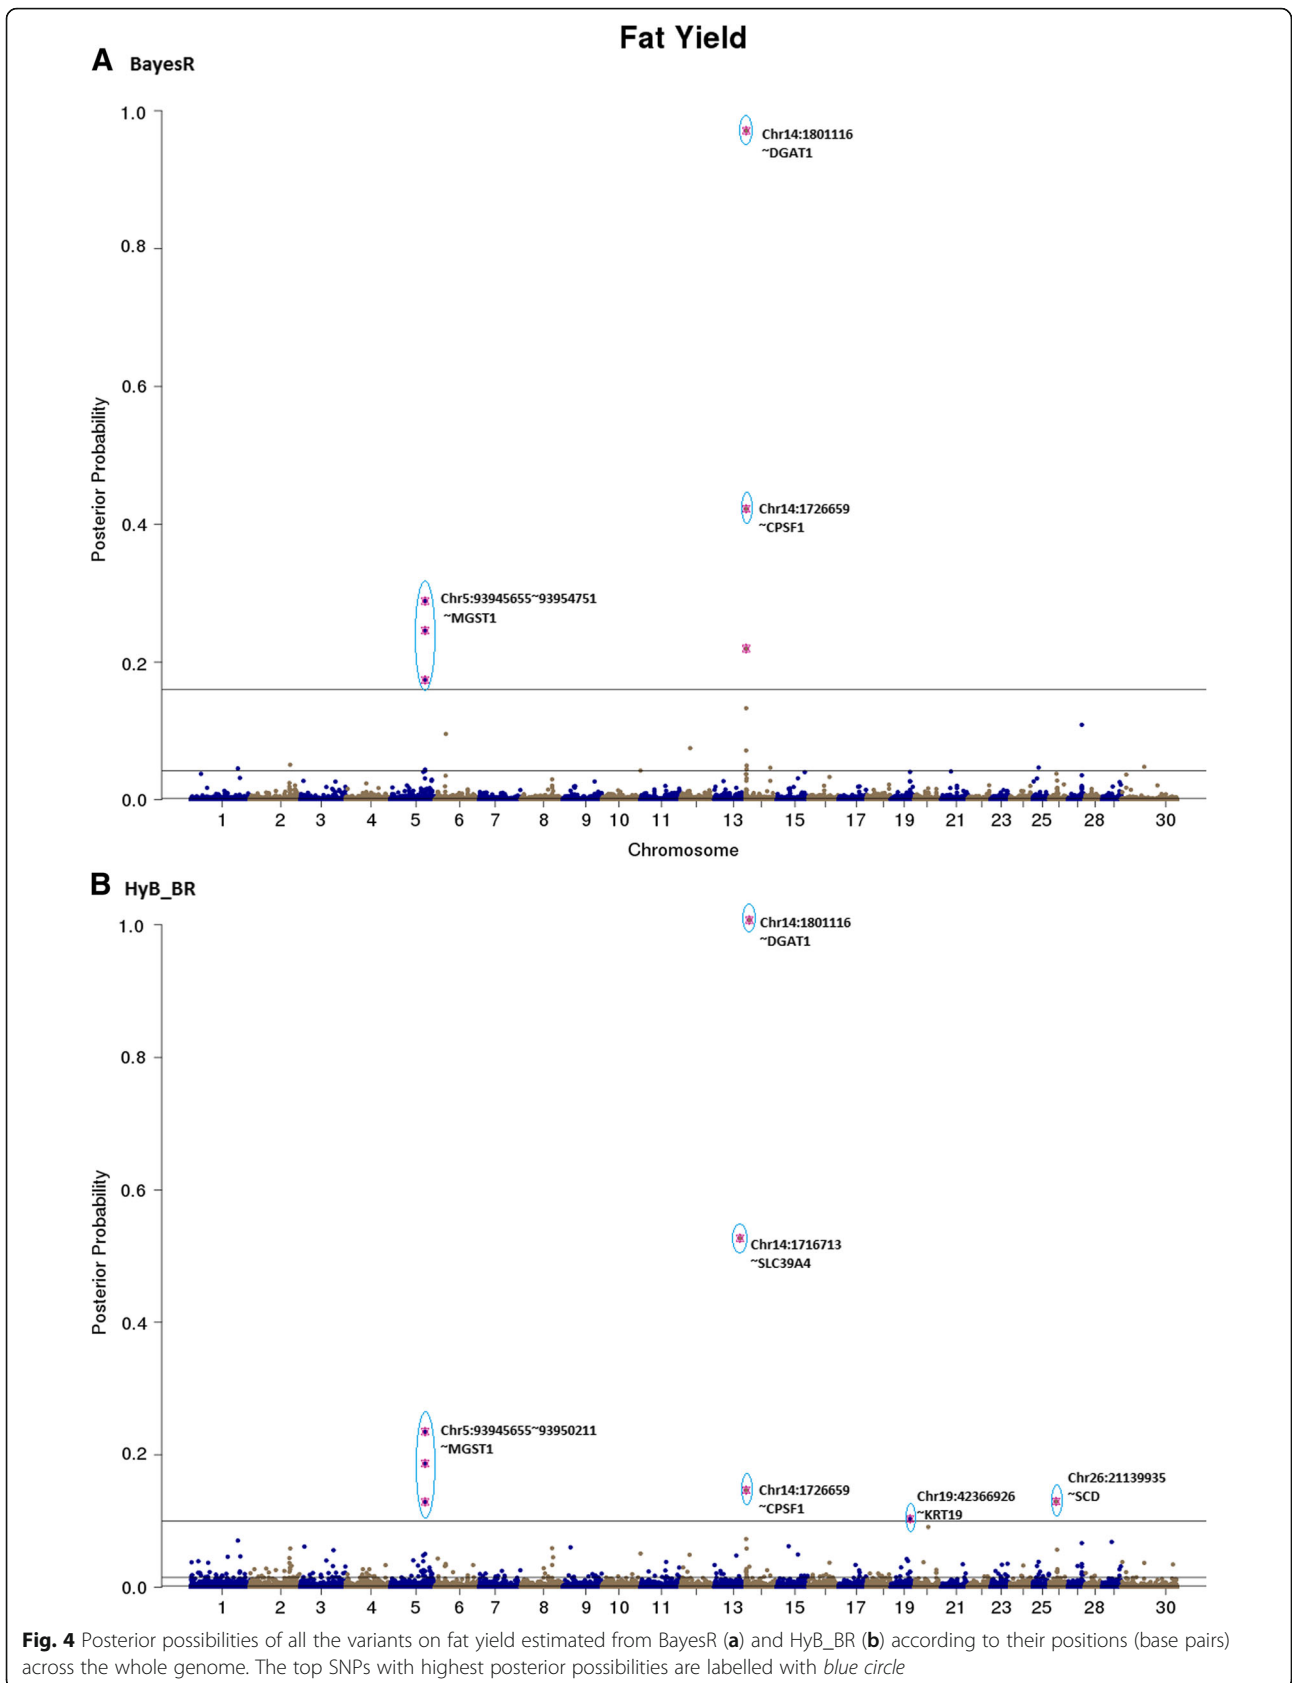 Fat Yield
A BayesR
1.0
0.8
0.6
0.4
0.2
0.0
Posterior Probability
Chr14:1801116
~DGAT1
Chr14:1726659
~CPSF1
Chr5:93945655~93954751
~MGST1
1 2 3 4 5 6 7 8 9 10 11 13 15 17 19 21 23 25 28 30
Chromosome
B HyB_BR
1.0
0.8
0.6
0.4
0.2
0.0
Posterior Probability
Chr14:1801116
~DGAT1
Chr14:1716713
~SLC39A4
Chr5:93945655~93950211
~MGST1
Chr14:1726659
~CPSF1
Chr19:42366926
~KRT19
Chr26:21139935
~SCD
1 2 3 4 5 6 7 8 9 10 11 13 15 17 19 21 23 25 28 30
Fig. 4 Posterior possibilities of all the variants on fat yield estimated from BayesR (a) and HyB_BR (b) according to their positions (base pairs)
across the whole genome. The top SNPs with highest posterior possibilities are labelled with blue circle